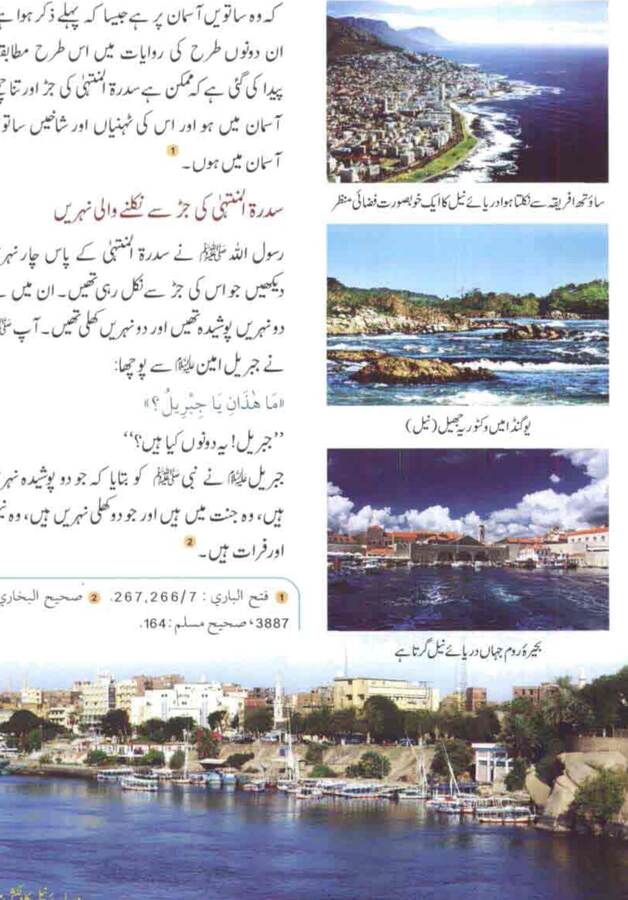 کہ وہ ساتویں آسمان پر ہے جیسا کہ پہلے ذکر ہوا ہے
ان دونوں طرح کی روایات میں اس طرح
پیدا کی گئی ہے کہ ممکن ہے سدرۃ المنتہیٰ کی جڑ اور
آسمان میں ہو اور اس کی ٹہنیاں اور شاخیں
آسمان میں ہوں۔ 1
سدرۃ المنتہیٰ کی جڑ سے نکلنے والی نہریں
رسول اللہ ﷺ نے سدرۃ المنتہیٰ کے پاس چار
دیکھیں جو اس کی جڑ سے نکل رہی تھیں۔ ان میں
دو نہریں پوشیدہ تھیں اور دو نہریں کھلی تھیں۔ آپ ﷺ
نے جبریل امین علیہ السلام سے پوچھا:
«مَا هٰذَانِ يَا جِبْرِيلُ؟»
’’جبریل! یہ دونوں کیا ہیں؟‘‘
جبریل علیہ السلام نے نبی ﷺ کو بتایا کہ جو دو پوشیدہ
ہیں، وہ جنت میں ہیں اور جو دو کھلی نہریں ہیں، وہ
اور فرات ہیں۔ 2
1 فتح الباري : 267,266/7. 2 صحيح البخاري
3887، صحيح مسلم : 164.
ساؤتھ افریقہ سے نکلتا ہوا دریائے نیل کا ایک خوبصورت فضائی منظر
یوگنڈا میں وکٹوریہ جھیل (نیل)
بحیرۂ روم جہاں دریائے نیل گرتا ہے